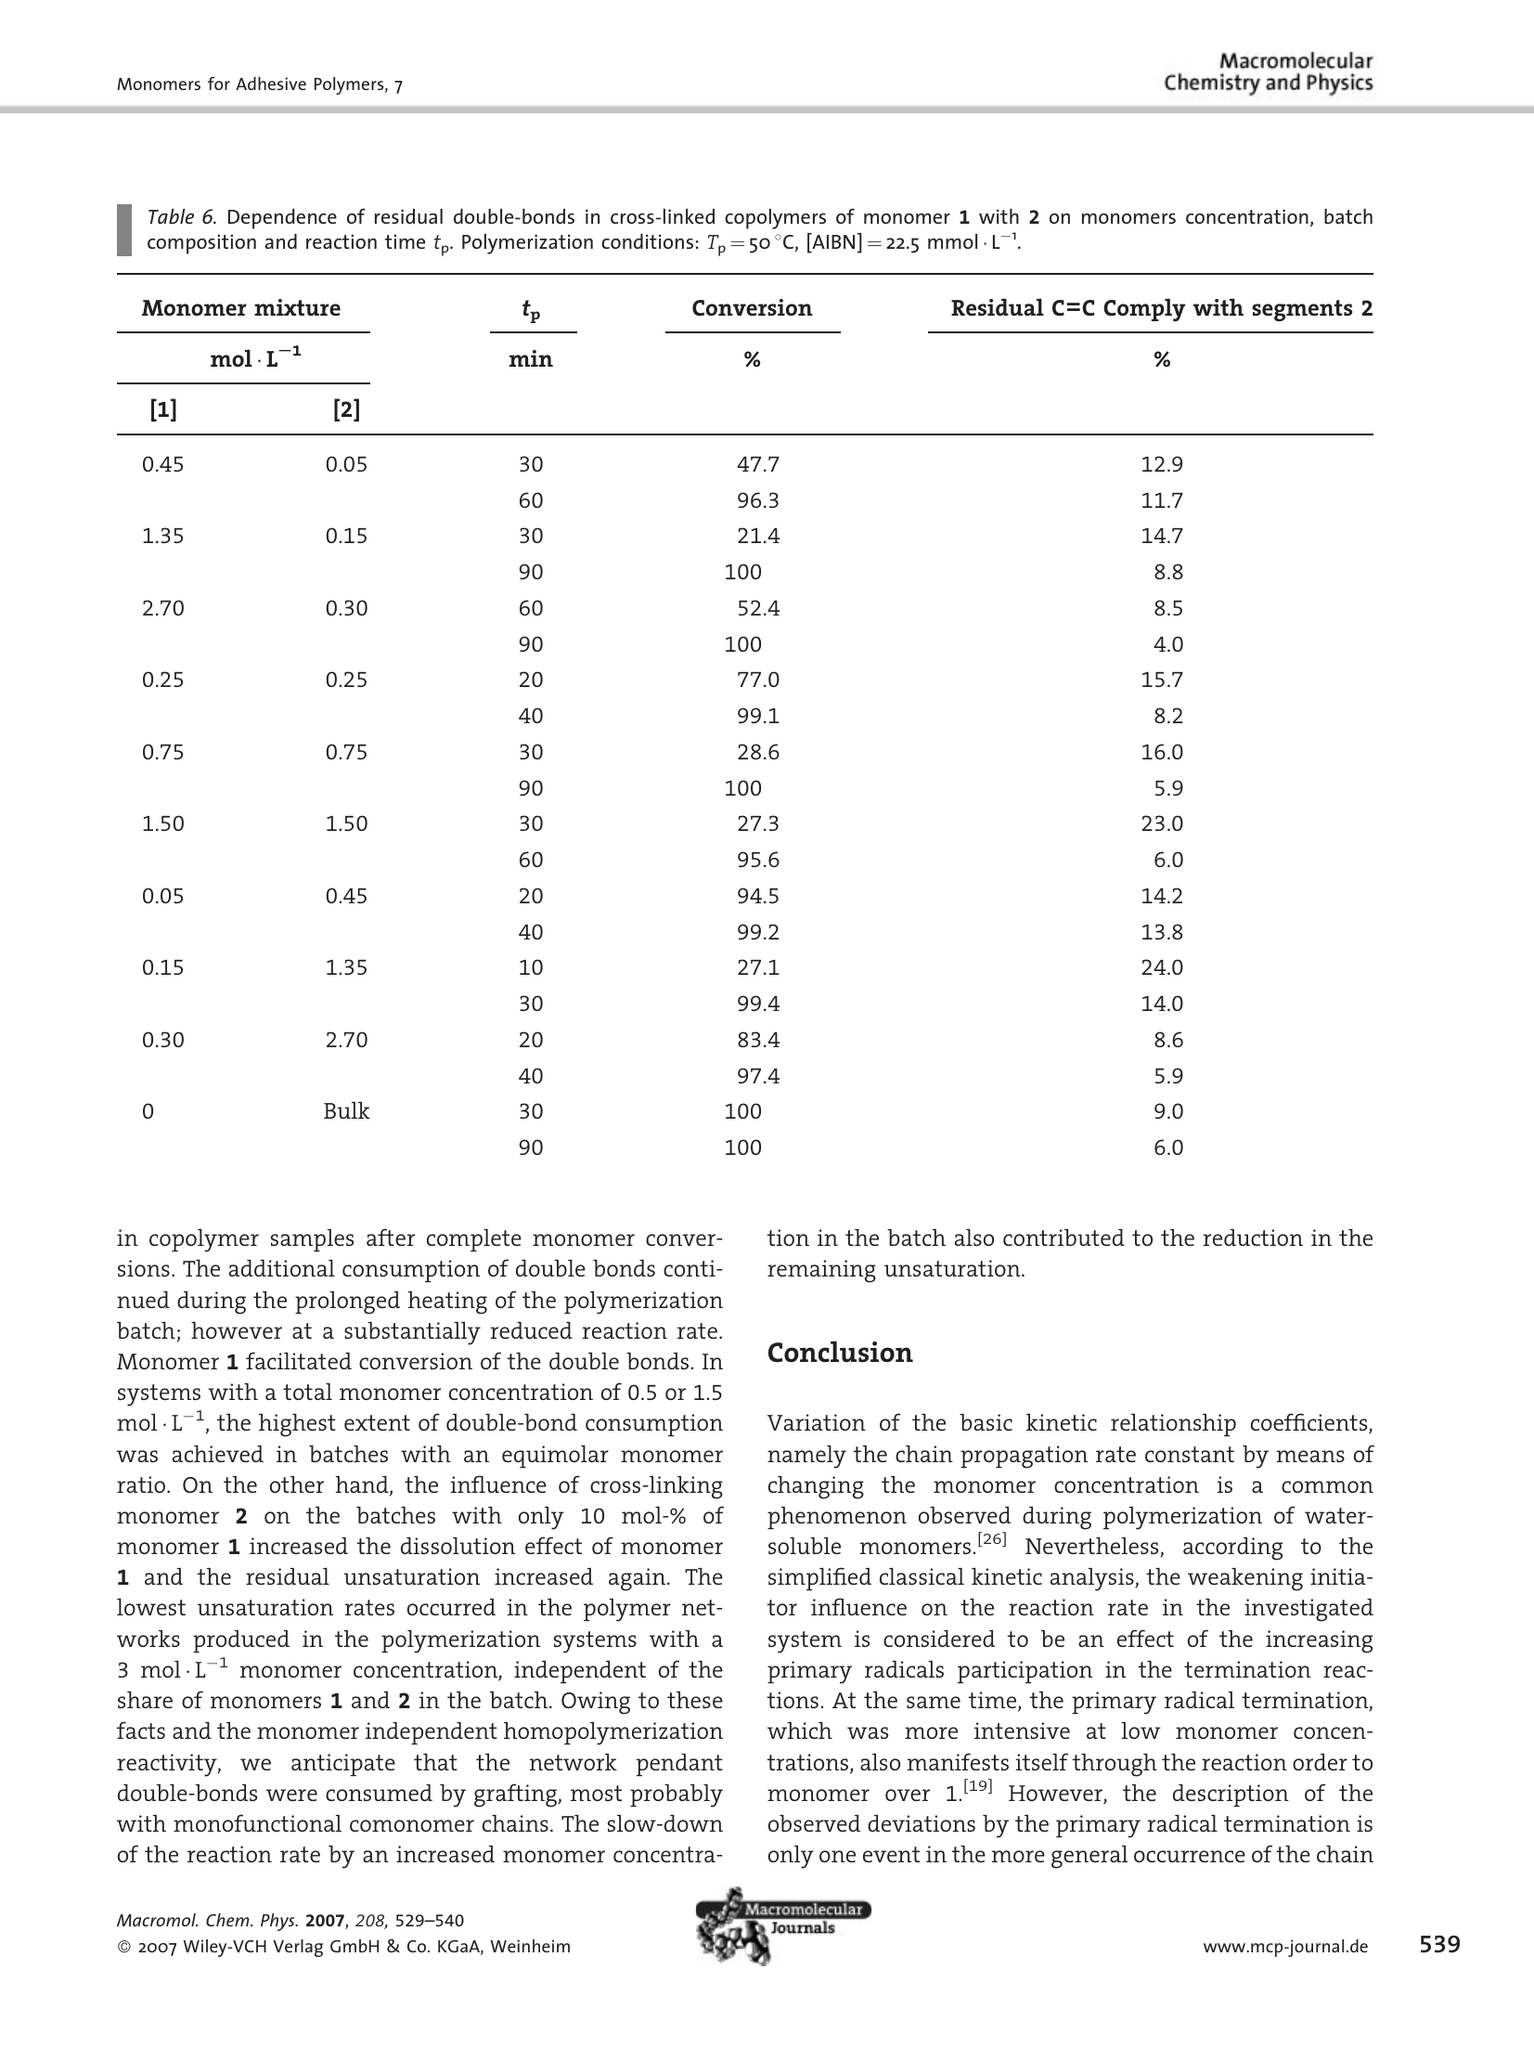 Monomers for Adhesive Polymers, 7
Macromolecular
Chemistry and Physics
Table 6. Dependence of residual double-bonds in cross-linked copolymers of monomer 1 with 2 on monomers concentration, batch
composition and reaction time tp. Polymerization conditions: Tp = 50 °C, [AIBN] = 22.5 mmol · L−1.
Monomer mixture tp Conversion Residual C=C Comply with segments 2
mol · L−1 min % %
[1] [2]
0.45 0.05 30 47.7 12.9
60 96.3 11.7
1.35 0.15 30 21.4 14.7
90 100 8.8
2.70 0.30 60 52.4 8.5
90 100 4.0
0.25 0.25 20 77.0 15.7
40 99.1 8.2
0.75 0.75 30 28.6 16.0
90 100 5.9
1.50 1.50 30 27.3 23.0
60 95.6 6.0
0.05 0.45 20 94.5 14.2
40 99.2 13.8
0.15 1.35 10 27.1 24.0
30 99.4 14.0
0.30 2.70 20 83.4 8.6
40 97.4 5.9
0 Bulk 30 100 9.0
90 100 6.0
in copolymer samples after complete monomer conver-
sions. The additional consumption of double bonds conti-
nued during the prolonged heating of the polymerization
batch; however at a substantially reduced reaction rate.
Monomer 1 facilitated conversion of the double bonds. In
systems with a total monomer concentration of 0.5 or 1.5
mol · L−1, the highest extent of double-bond consumption
was achieved in batches with an equimolar monomer
ratio. On the other hand, the influence of cross-linking
monomer 2 on the batches with only 10 mol-% of
monomer 1 increased the dissolution effect of monomer
1 and the residual unsaturation increased again. The
lowest unsaturation rates occurred in the polymer net-
works produced in the polymerization systems with a
3 mol · L−1 monomer concentration, independent of the
share of monomers 1 and 2 in the batch. Owing to these
facts and the monomer independent homopolymerization
reactivity, we anticipate that the network pendant
double-bonds were consumed by grafting, most probably
with monofunctional comonomer chains. The slow-down
of the reaction rate by an increased monomer concentra-
tion in the batch also contributed to the reduction in the
remaining unsaturation.
Conclusion
Variation of the basic kinetic relationship coefficients,
namely the chain propagation rate constant by means of
changing the monomer concentration is a common
phenomenon observed during polymerization of water-
soluble monomers.[26] Nevertheless, according to the
simplified classical kinetic analysis, the weakening initia-
tor influence on the reaction rate in the investigated
system is considered to be an effect of the increasing
primary radicals participation in the termination reac-
tions. At the same time, the primary radical termination,
which was more intensive at low monomer concen-
trations, also manifests itself through the reaction order to
monomer over 1.[19] However, the description of the
observed deviations by the primary radical termination is
only one event in the more general occurrence of the chain
Macromol. Chem. Phys. 2007, 208, 529–540
© 2007 Wiley-VCH Verlag GmbH & Co. KGaA, Weinheim
Macromolecular
Journals
www.mcp-journal.de 539